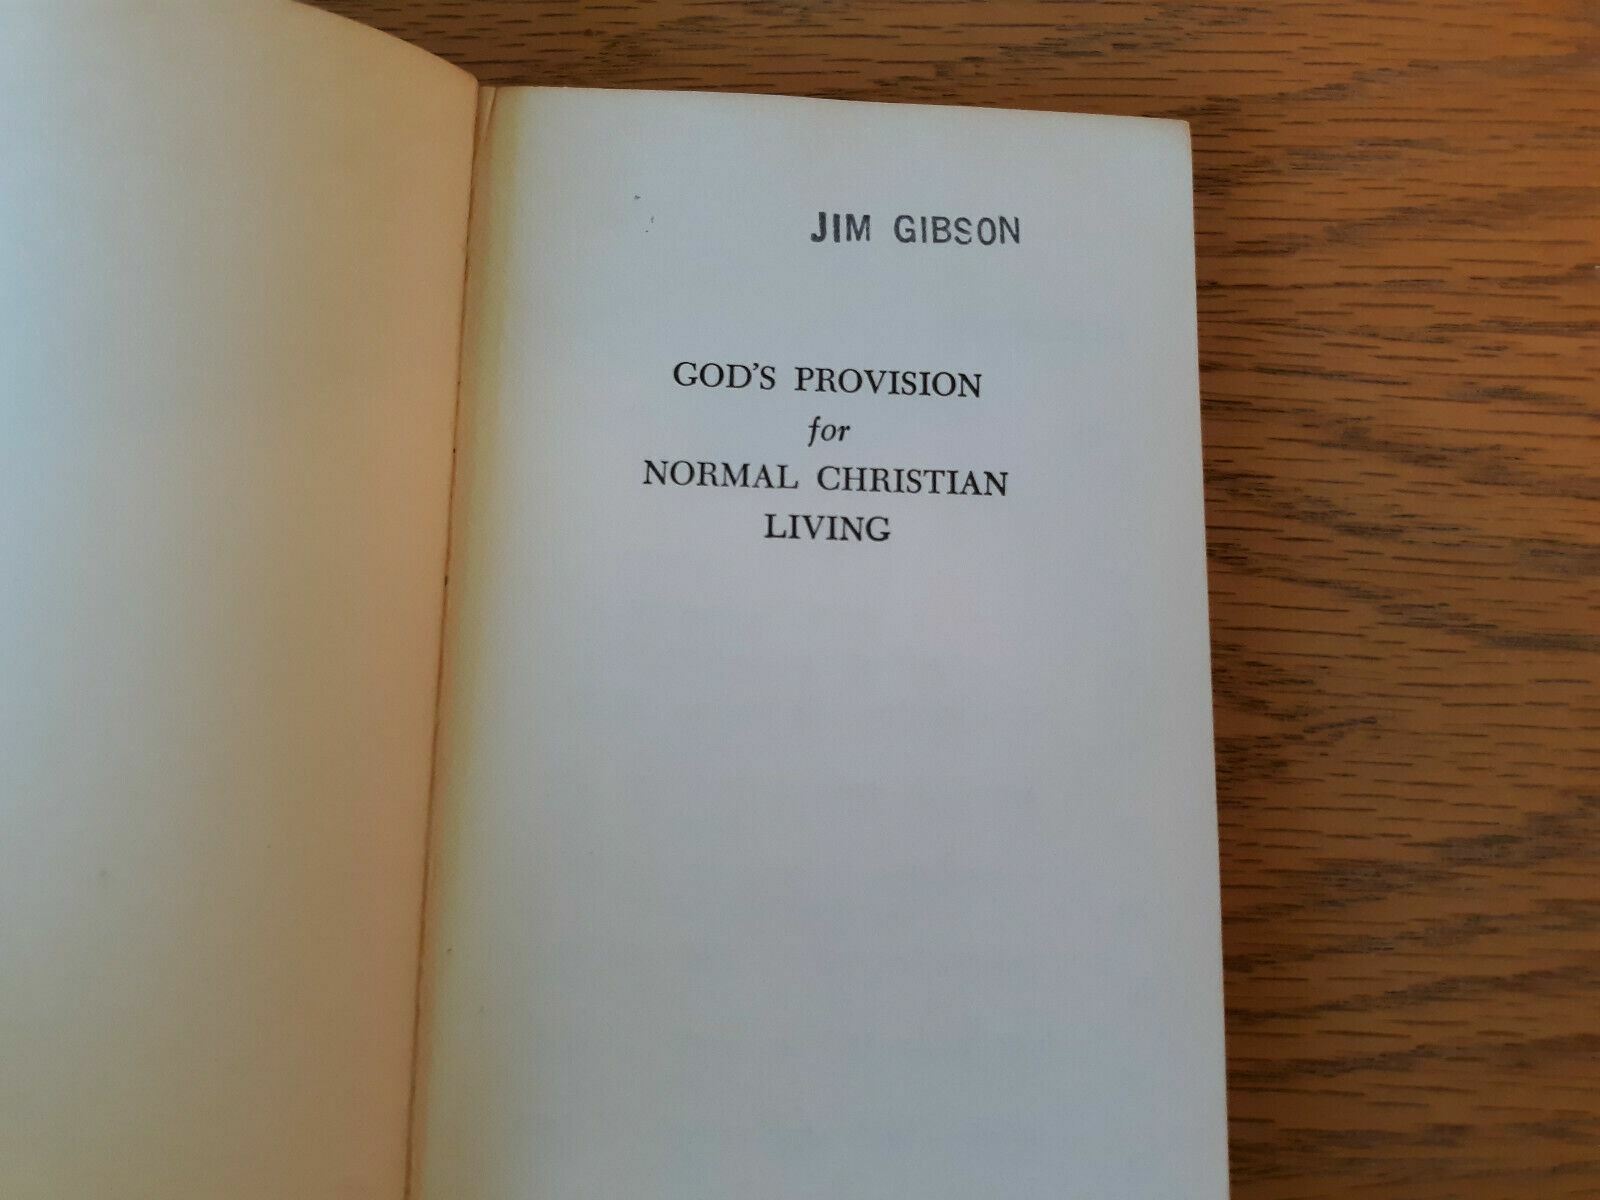 JIM GIBSON
GOD'S PROVISION
for
NORMAL CHRISTIAN
LIVING